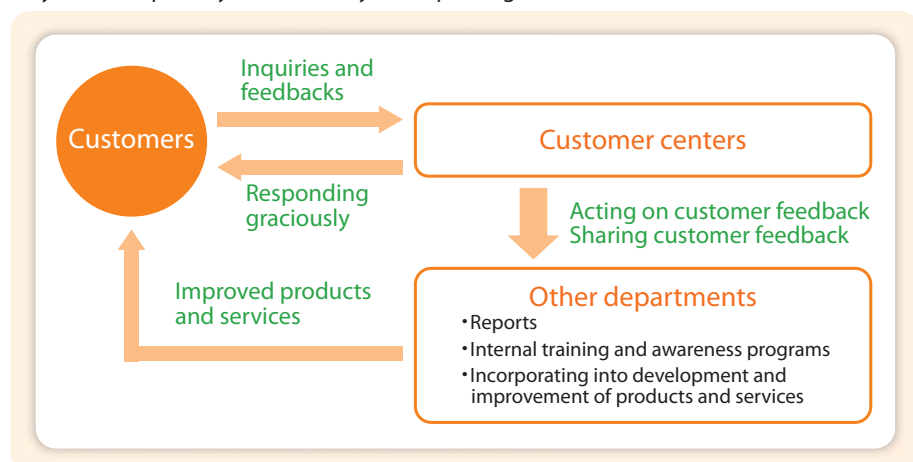 Inquiries and
feedbacks
Customers
Customer centers
Responding
graciously
Acting on customer feedback
Sharing customer feedback
Improved products
and services
Other departments
・Reports
・Internal training and awareness programs
・Incorporating into development and
improvement of products and services